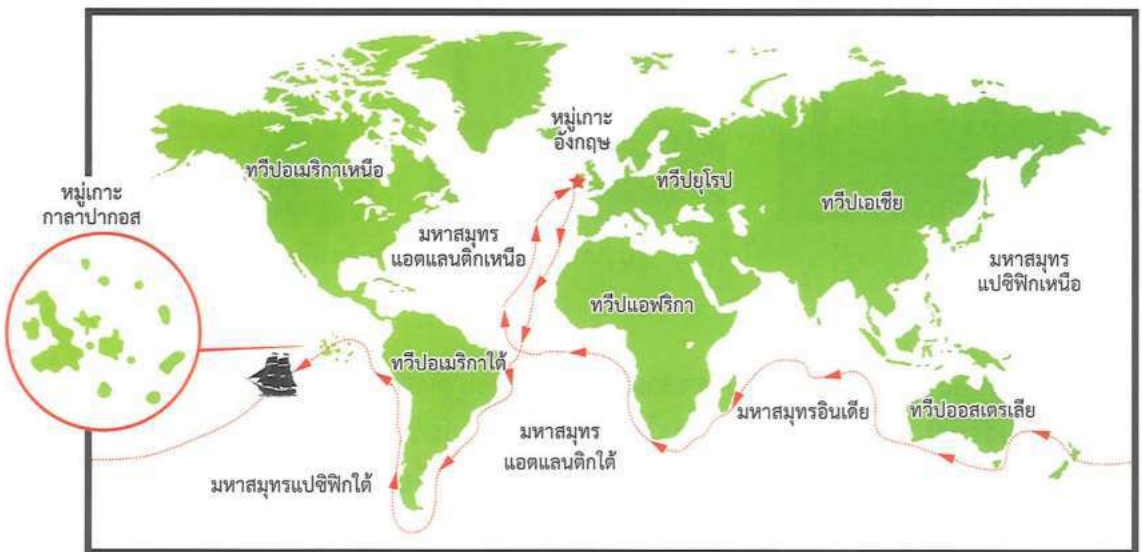 หมู่เกาะ
อังกฤษ
ทวีปอเมริกาเหนือ
ทวีปยุโรป
หมู่เกาะ
กาลาปากอส
ทวีปเอเชีย
มหาสมุทร
แอตแลนติกเหนือ
มหาสมุทร
แปซิฟิกเหนือ
ทวีปแอฟริกา
ทวีปอเมริกาใต้
มหาสมุทรอินเดีย
ทวีปออสเตรเลีย
มหาสมุทร
แอตแลนติกใต้
มหาสมุทรแปซิฟิกใต้